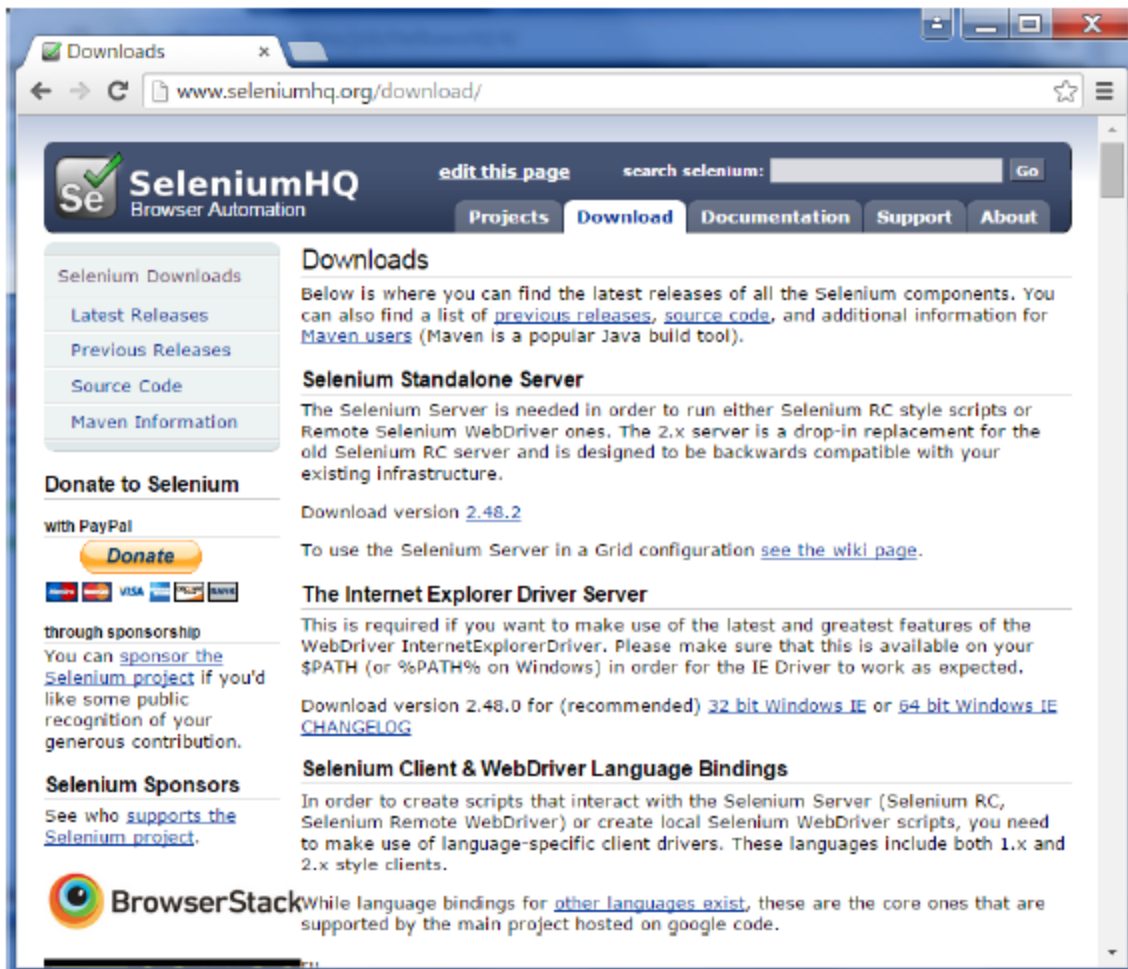 Downloads
www.seleniumhq.org/download/
Se
SeleniumHQ
Browser Automation
edit this page
search selenium:
Go
Projects
Download
Documentation
Support
About
Selenium Downloads
Latest Releases
Previous Releases
Source Code
Maven Information
Donate to Selenium
with PayPal
Donate
VISA
through sponsorship
You can sponsor the
Selenium project if you'd
like some public
recognition of your
generous contribution.
Selenium Sponsors
See who supports the
Selenium project.
BrowserStack
Downloads
Below is where you can find the latest releases of all the Selenium components. You
can also find a list of previous releases, source code, and additional information for
Maven users (Maven is a popular Java build tool).
Selenium Standalone Server
The Selenium Server is needed in order to run either Selenium RC style scripts or
Remote Selenium WebDriver ones. The 2.x server is a drop-in replacement for the
old Selenium RC server and is designed to be backwards compatible with your
existing infrastructure.
Download version 2.48.2
To use the Selenium Server in a Grid configuration see the wiki page.
The Internet Explorer Driver Server
This is required if you want to make use of the latest and greatest features of the
WebDriver InternetExplorerDriver. Please make sure that this is available on your
$PATH (or %PATH% on Windows) in order for the IE Driver to work as expected.
Download version 2.48.0 for (recommended) 32 bit Windows IE or 64 bit Windows IE
CHANGELOG
Selenium Client & WebDriver Language Bindings
In order to create scripts that interact with the Selenium Server (Selenium RC,
Selenium Remote WebDriver) or create local Selenium WebDriver scripts, you need
to make use of language-specific client drivers. These languages include both 1.x and
2.x style clients.
While language bindings for other languages exist, these are the core ones that are
supported by the main project hosted on google code.